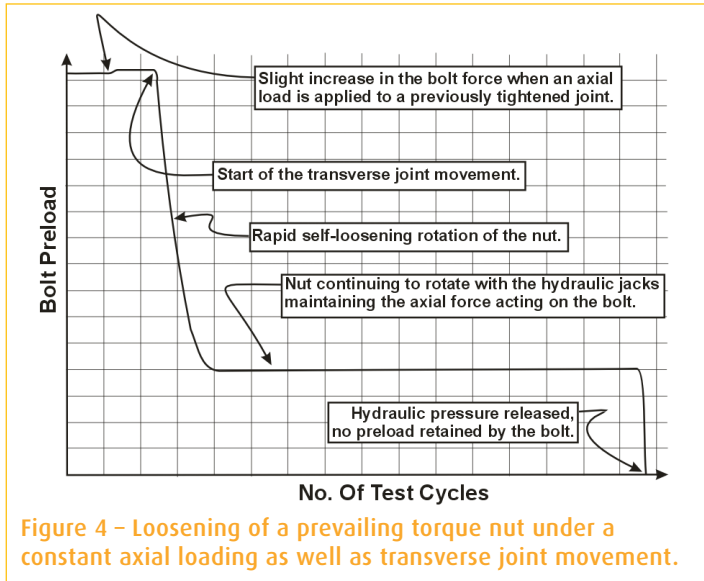 Slight increase in the bolt force when an axial
load is applied to a previously tightened joint.
Start of the transverse joint movement.
Rapid self-loosening rotation of the nut.
Nut continuing to rotate with the hydraulic jacks
maintaining the axial force acting on the bolt.
Hydraulic pressure released,
no preload retained by the bolt.
Bolt Preload
No. Of Test Cycles
Figure 4 – Loosening of a prevailing torque nut under a
constant axial loading as well as transverse joint movement.